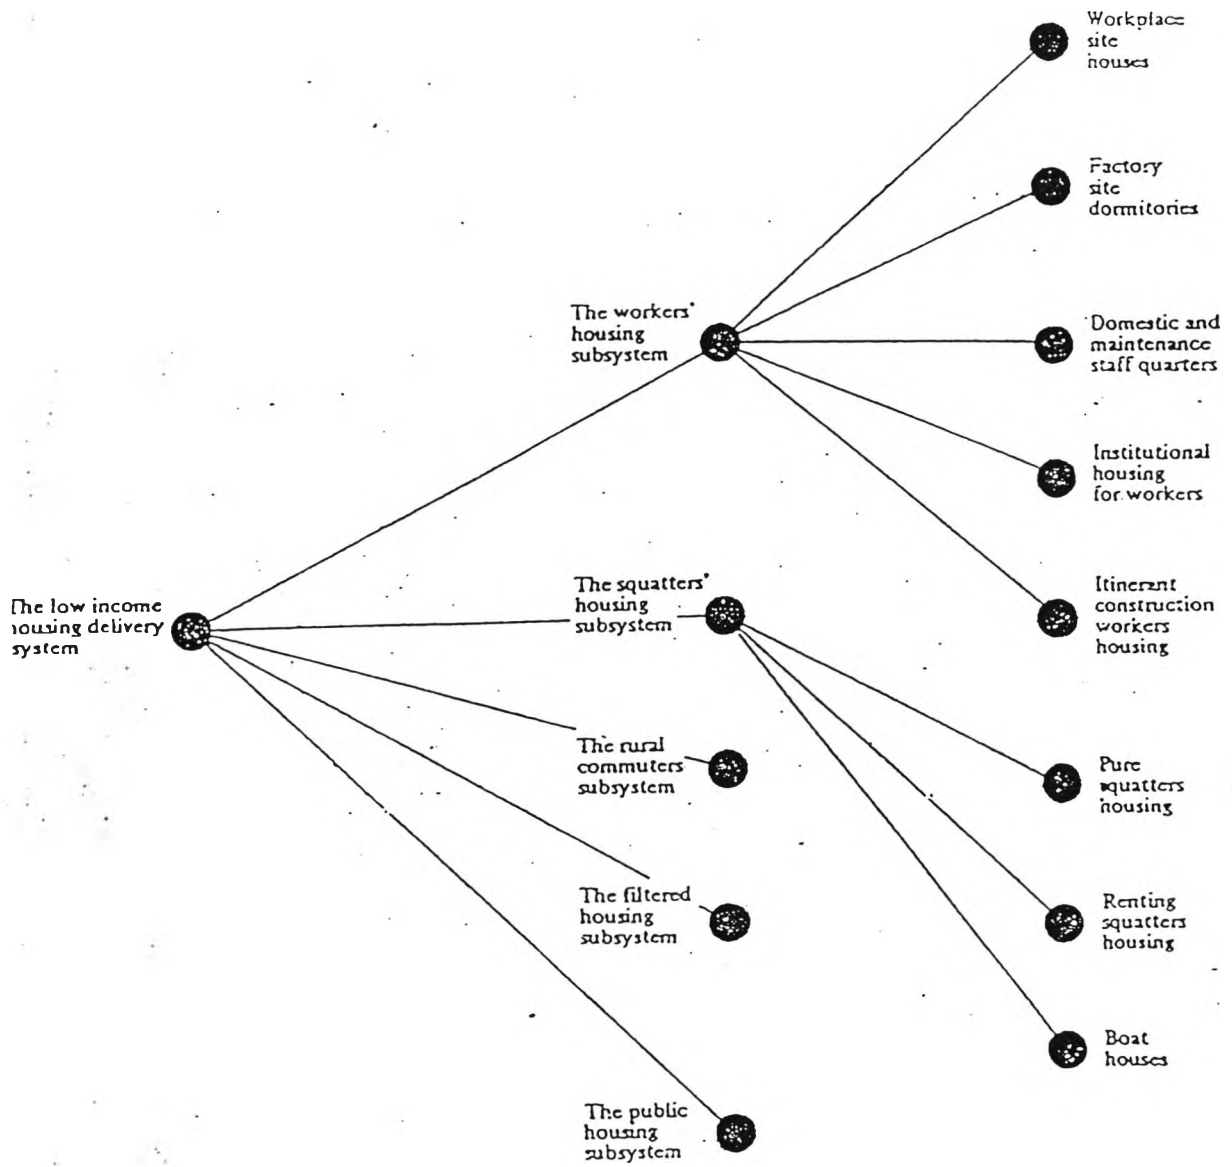 Workplace
site
houses
Factory
site
dormitories
The workers'
housing
subsystem
Domestic and
maintenance
staff quarters
Institutional
housing
for workers
The low income
housing delivery
system
The squatters'
housing
subsystem
Itinerant
construction
workers
housing
The rural
commuters
subsystem
Pure
squatters
housing
The filtered
housing
subsystem
Renting
squatters
housing
Boat
houses
The public
housing
subsystem